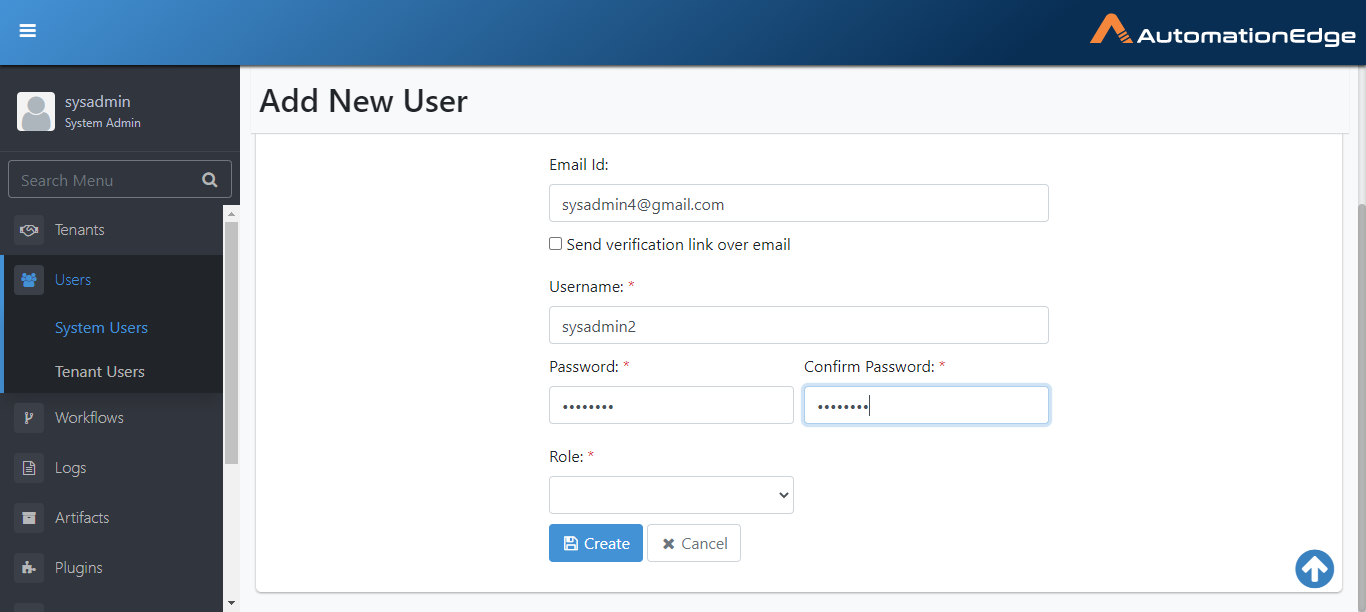 AutomationEdge
sysadmin
System Admin
Search Menu
Tenants
Users
System Users
Tenant Users
Workflows
Logs
Artifacts
Plugins
Add New User
Email Id:
sysadmin4@gmail.com
Send verification link over email
Username: *
sysadmin2
Password: * Confirm Password: *
•••••••• ••••••••
Role: *
Create Cancel